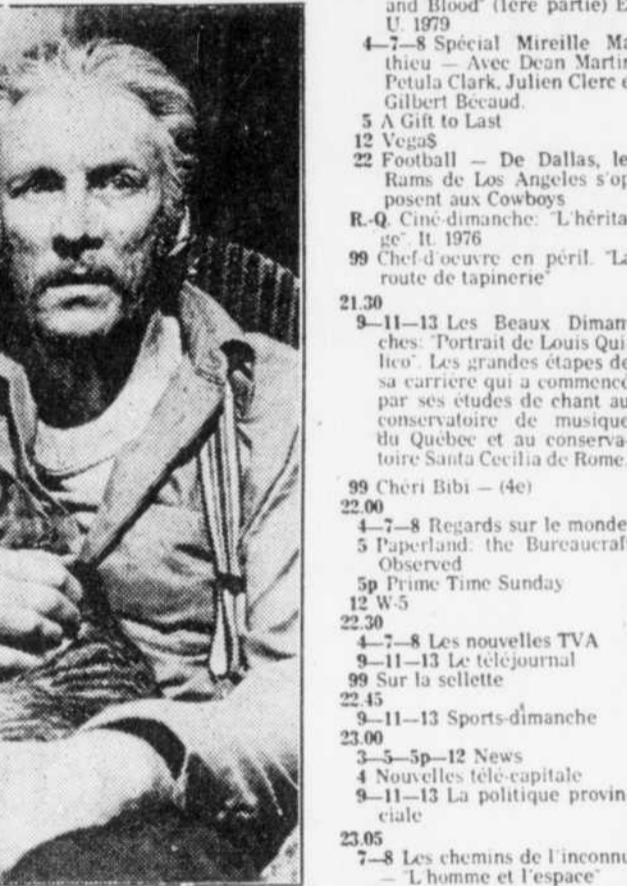 and Blood" (1ère partie) E
U. 1979
4—7—8 Spécial Mireille Ma
thieu — Avec Dean Martin
Petula Clark, Julien Clerc e
Gilbert Bécaud.
5 A Gift to Last
12 Vega$
22 Football — De Dallas, le
Rams de Los Angeles s'op
posent aux Cowboys
R.-Q. Ciné-dimanche: "L'hérita
ge". It. 1976
99 Chef-d'oeuvre en péril. "La
route de tapinerie"
21.30
9—11—13 Les Beaux Diman
ches: "Portrait de Louis Qui
lico". Les grandes étapes de
sa carrière qui a commencé
par ses études de chant au
conservatoire de musique
du Québec et au conserva-
toire Santa Cecilia de Rome.
99 Chéri Bibi — (4e)
22.00
4—7—8 Regards sur le monde
5 Paperland: the Bureaucraft
Observed
5p Prime Time Sunday
12 W-5
22.30
4—7—8 Les nouvelles TVA
9—11—13 Le téléjournal
99 Sur la sellette
22.45
9—11—13 Sports-dimanche
23.00
3—5—5p—12 News
4 Nouvelles télé-capitale
9—11—13 La politique provin
ciale
23.05
7—8 Les chemins de l'inconnu
— "L'homme et l'espace"